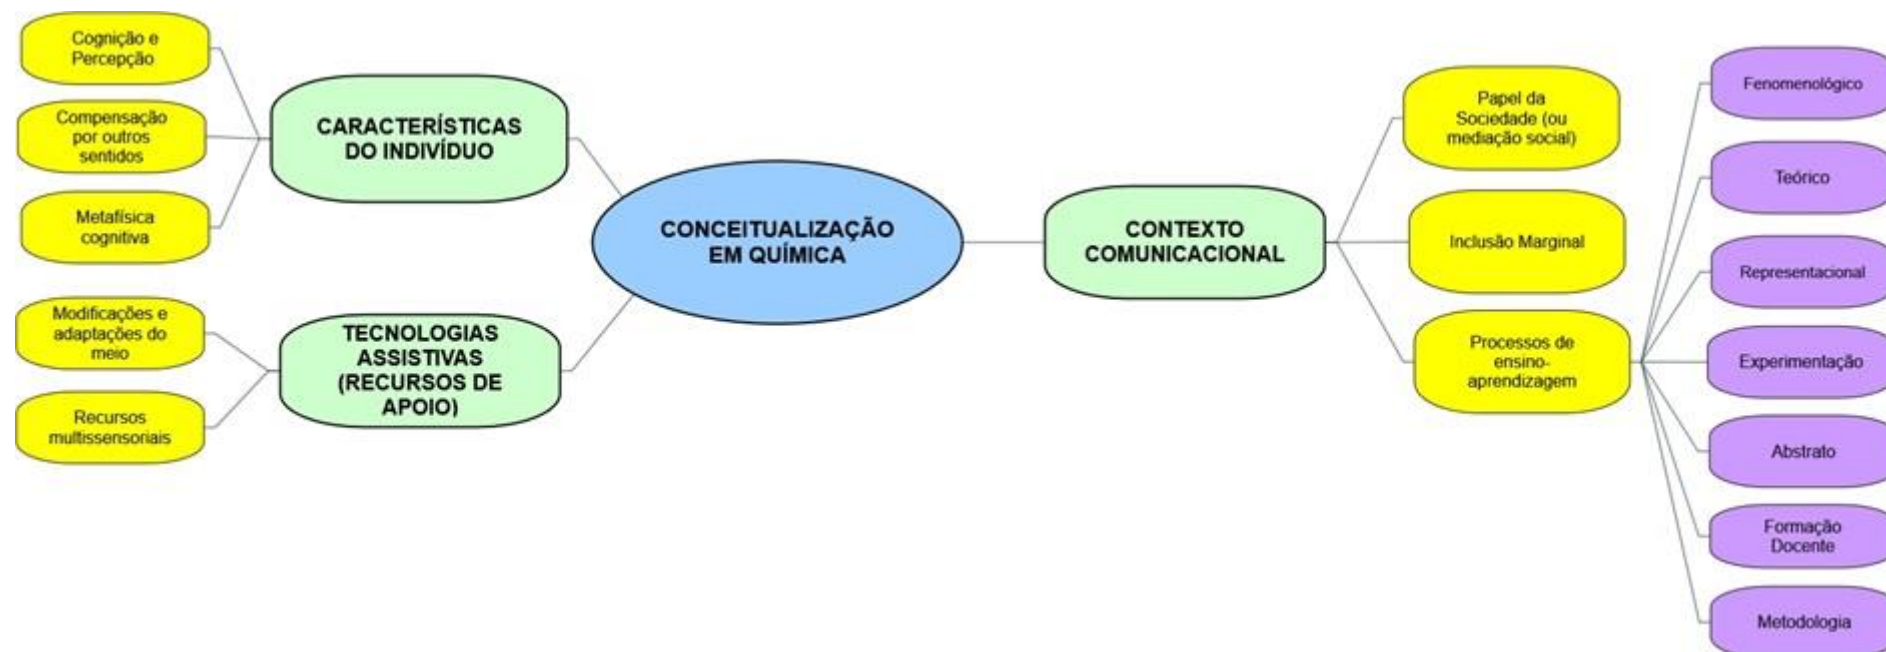 Cognição e
Percepção
Compensação
por outros
sentidos
Metafísica
cognitiva
CARACTERÍSTICAS
DO INDIVÍDUO
Modificações e
adaptações do
meio
Recursos
multissensoriais
TECNOLOGIAS
ASSISTIVAS
(RECURSOS DE
APOIO)
CONCEITUALIZAÇÃO
EM QUÍMICA
CONTEXTO
COMUNICACIONAL
Papel da
Sociedade (ou
mediação social)
Inclusão Marginal
Processos de
ensino-
aprendizagem
Fenomenológico
Teórico
Representacional
Experimentação
Abstrato
Formação
Docente
Metodologia